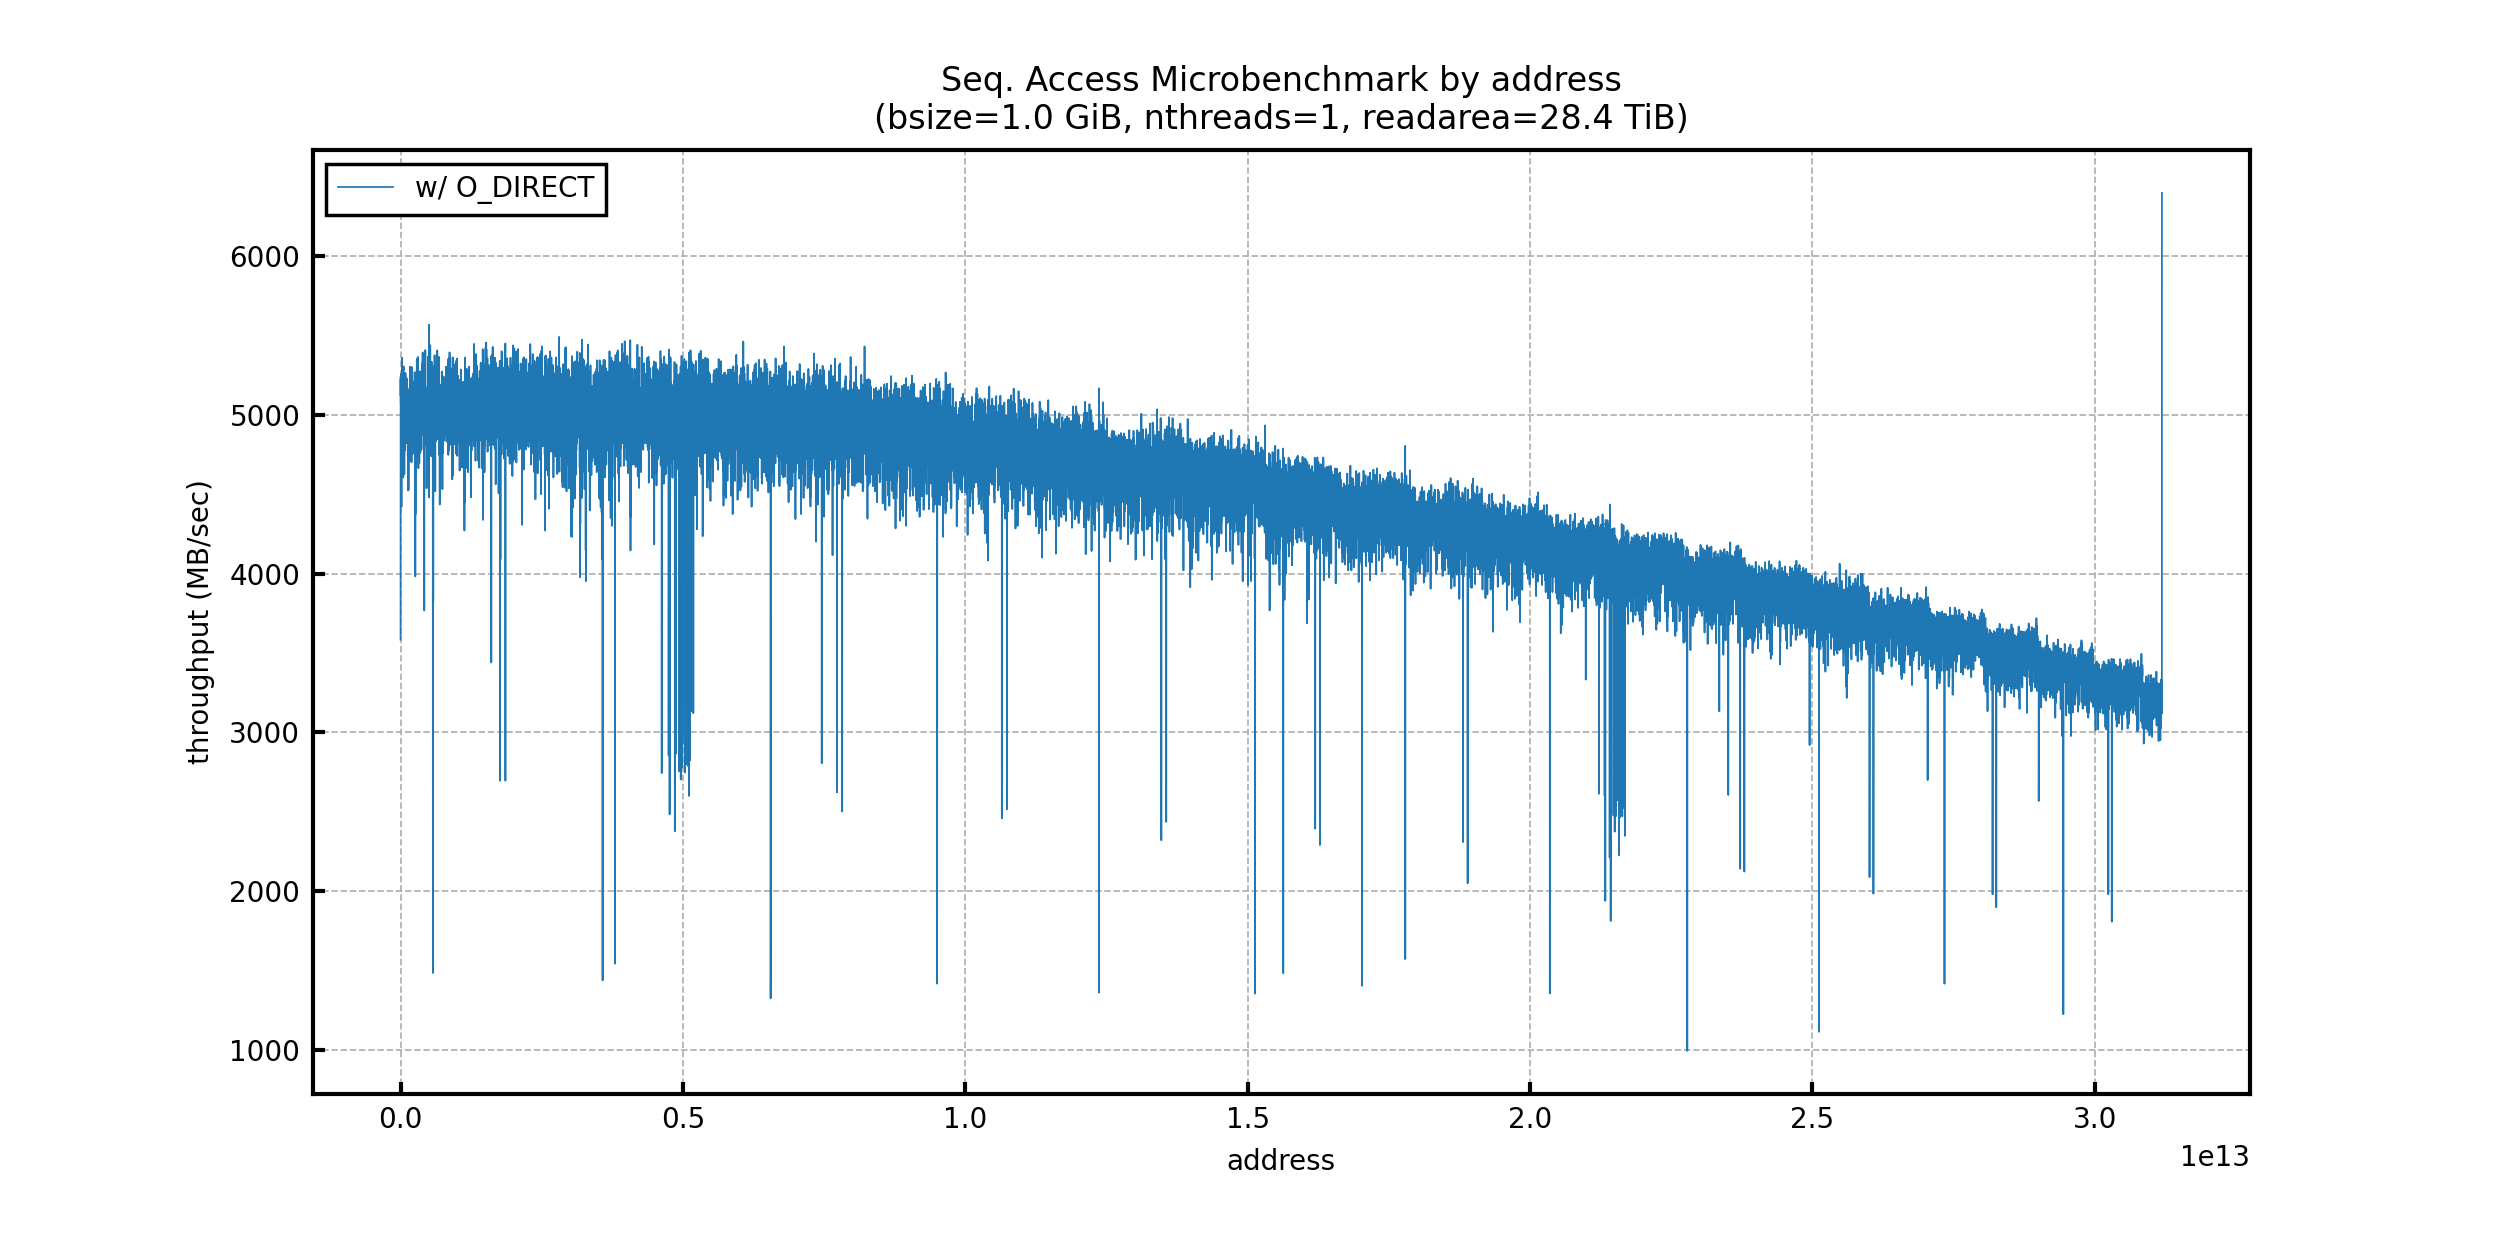 Seq. Access Microbenchmark by address
(bsize=1.0 GiB, nthreads=1, readarea=28.4 TiB)
w/ O_DIRECT
throughput (MB/sec)
6000
5000
4000
3000
2000
1000
0.0 0.5 1.0 1.5 2.0 2.5 3.0
1e13
address